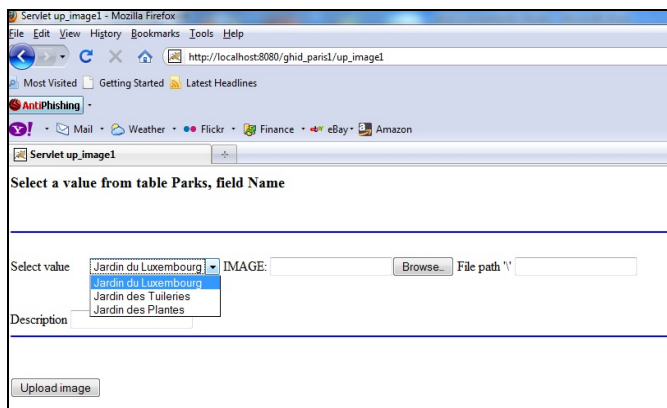 Servlet up_image1 - Mozilla Firefox
File Edit View History Bookmarks Tools Help
http://localhost:8080/ghid_paris1/up_image1
Most Visited Getting Started Latest Headlines
AntiPhishing
Y! Mail Weather Flickr Finance eBay Amazon
Servlet up_image1
Select a value from table Parks, field Name
Select value Jardin du Luxembourg IMAGE: Browse... File path '\'
Jardin du Luxembourg
Jardin des Tuileries
Jardin des Plantes
Description
Upload image